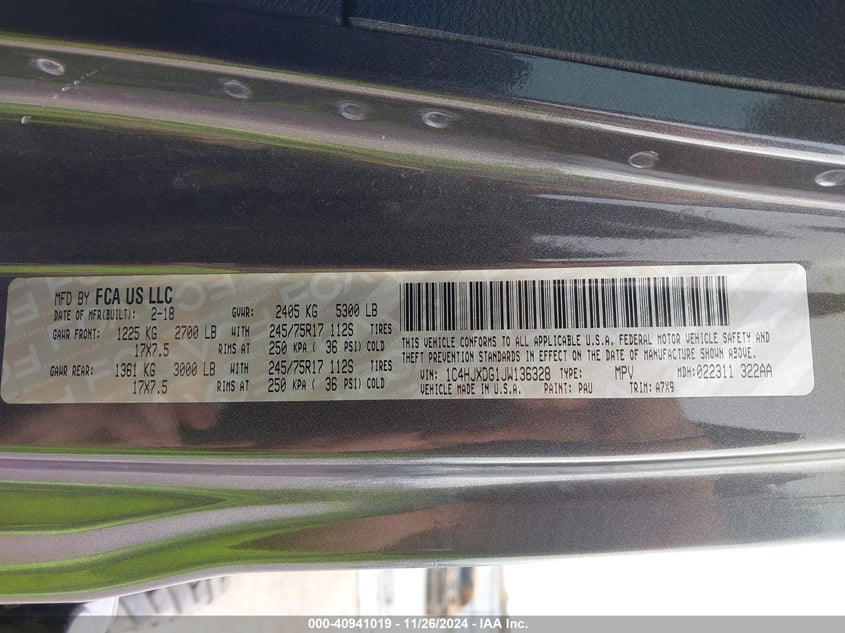 MFD BY FCA US LLC
DATE OF MFR(BUILT): 2-18 GVWR: 2405 KG 5300 LB
GAWR FRONT: 1225 KG 2700 LB WITH 245/75R17 112S TIRES
17X7.5 RIMS AT 250 KPA ( 36 PSI) COLD
GAWR REAR: 1361 KG 3000 LB WITH 245/75R17 112S TIRES
17X7.5 RIMS AT 250 KPA ( 36 PSI) COLD
THIS VEHICLE CONFORMS TO ALL APPLICABLE U.S.A. FEDERAL MOTOR VEHICLE SAFETY AND
THEFT PREVENTION STANDARDS IN EFFECT ON THE DATE OF MANUFACTURE SHOWN ABOVE.
VIN: 1C4HJXDG1JW136328 TYPE: MPV MDH:022311 322AA
VEHICLE MADE IN U.S.A. PAINT: PAU TRIM: A7X9
000-40941019 - 11/26/2024 - IAA Inc.